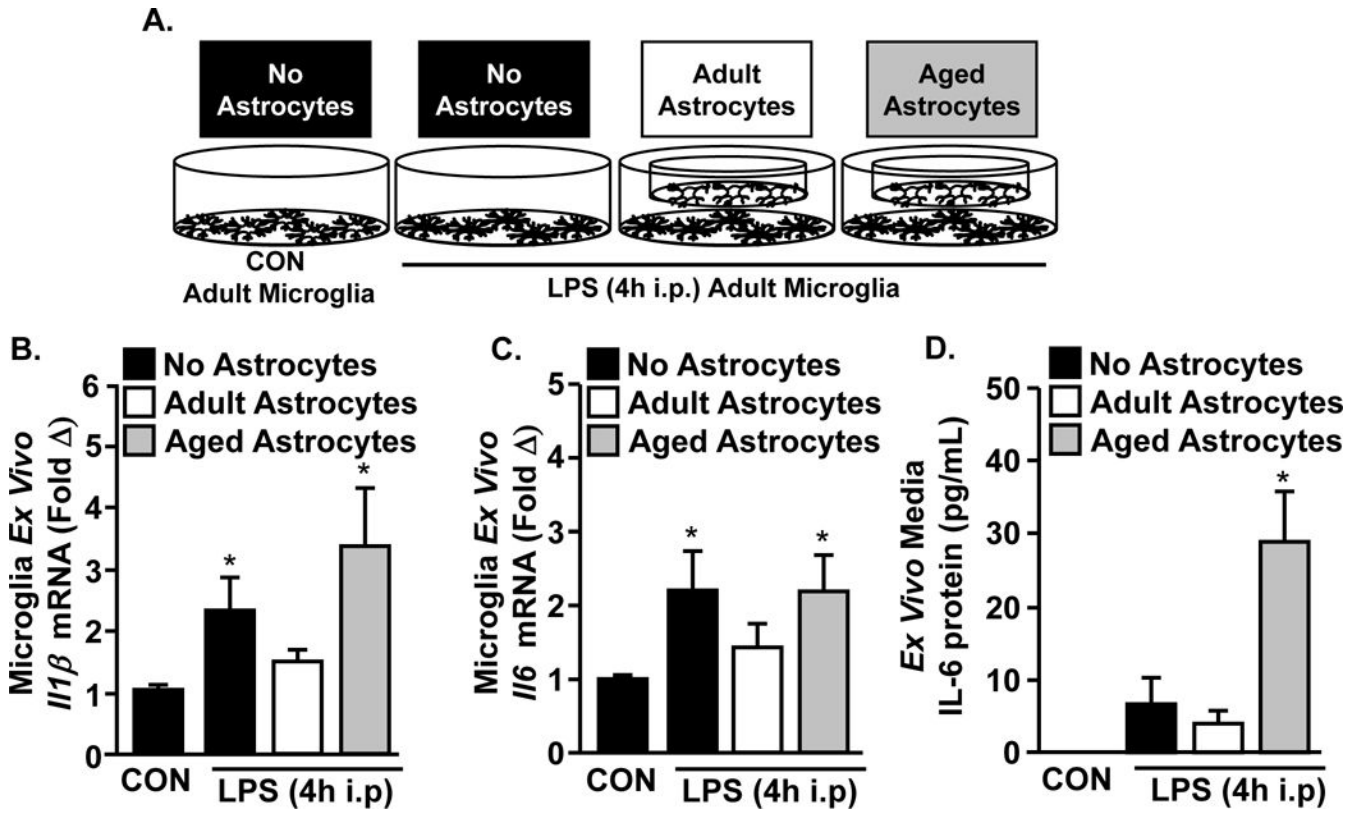 A.
No
Astrocytes
No
Astrocytes
Adult
Astrocytes
Aged
Astrocytes
CON
Adult Microglia
LPS (4h i.p.) Adult Microglia
B.
No Astrocytes
Adult Astrocytes
Aged Astrocytes
Microglia Ex Vivo
Il1β mRNA (Fold Δ)
6
5
4
3
2
1
0
*
*
CON
LPS (4h i.p)
C.
No Astrocytes
Adult Astrocytes
Aged Astrocytes
Microglia Ex Vivo
Il6 mRNA (Fold Δ)
5
4
3
2
1
0
*
*
CON
LPS (4h i.p)
D.
No Astrocytes
Adult Astrocytes
Aged Astrocytes
Ex Vivo Media
IL-6 protein (pg/mL)
50
40
30
20
10
0
*
CON
LPS (4h i.p)